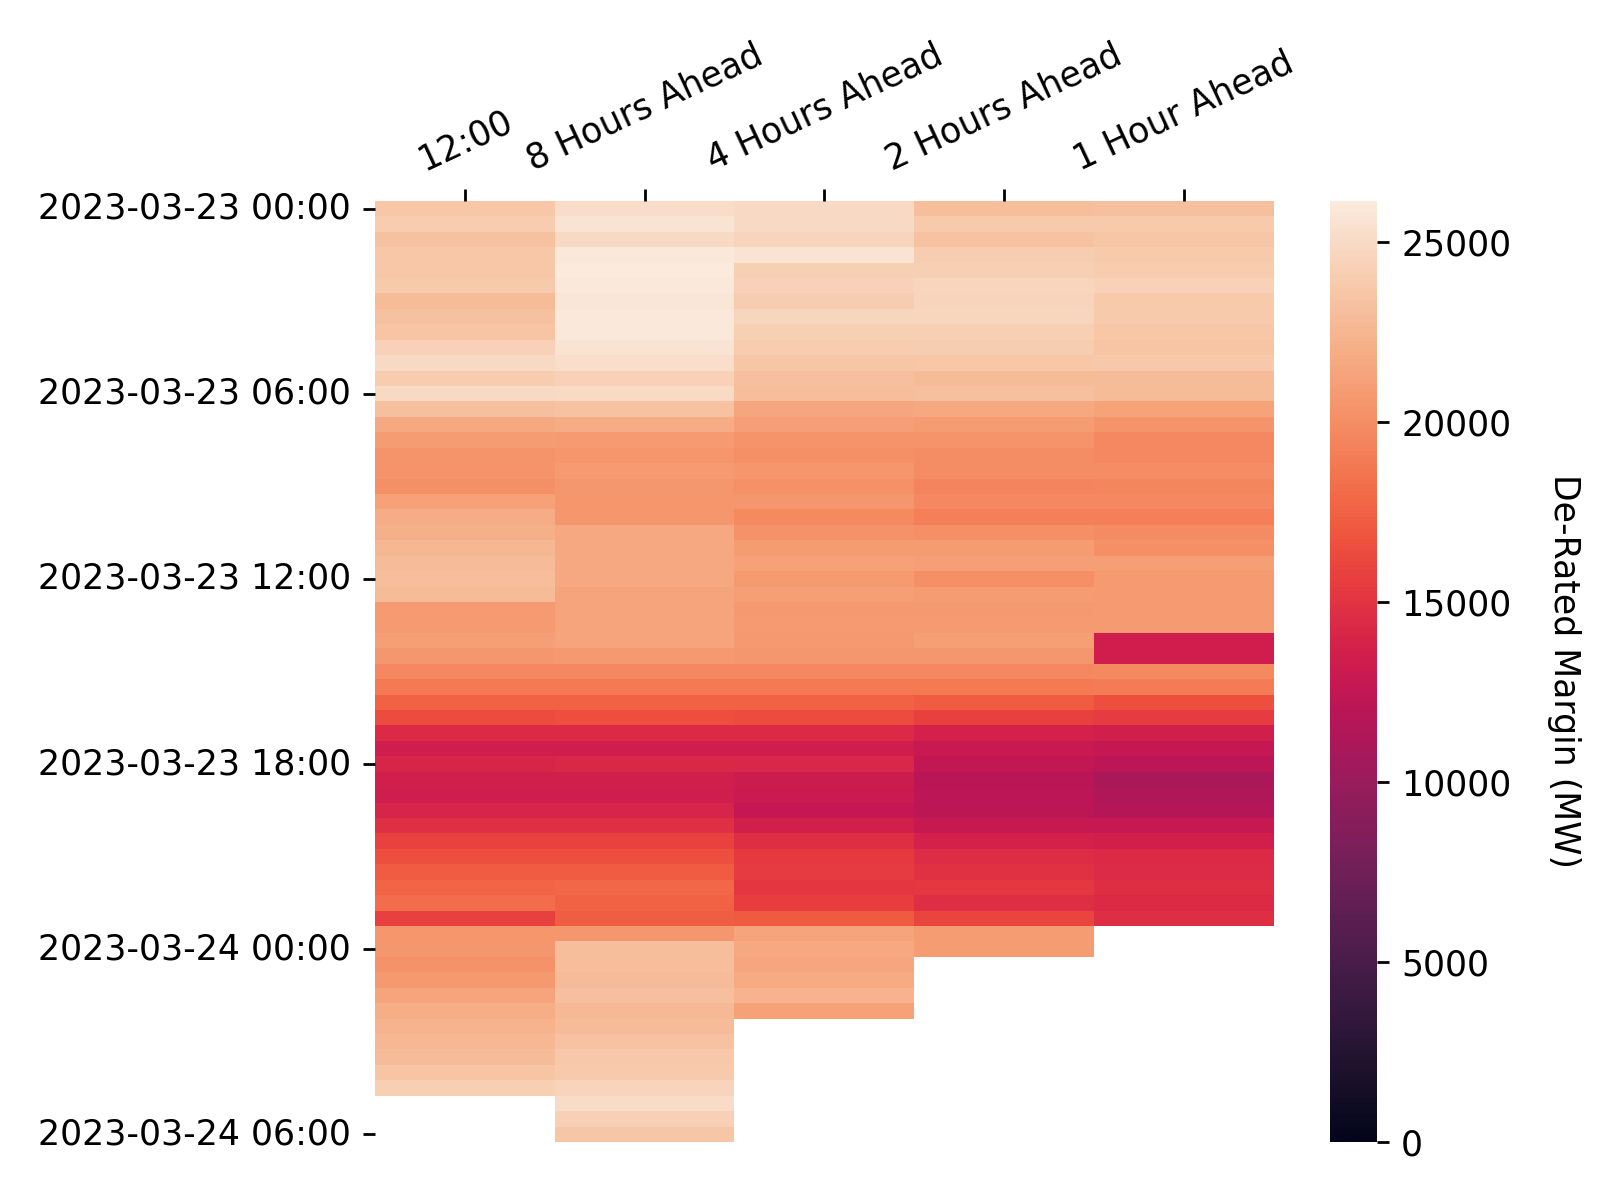 12:00
8 Hours Ahead
4 Hours Ahead
2 Hours Ahead
1 Hour Ahead
2023-03-23 00:00
2023-03-23 06:00
2023-03-23 12:00
2023-03-23 18:00
2023-03-24 00:00
2023-03-24 06:00
25000
20000
15000
10000
5000
0
De-Rated Margin (MW)